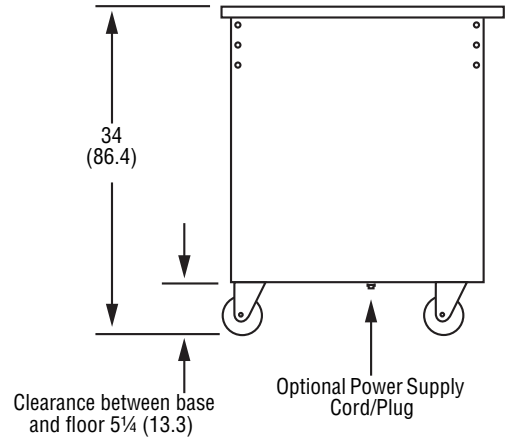 34
(86.4)
Clearance between base
and floor 5¼ (13.3)
Optional Power Supply
Cord/Plug